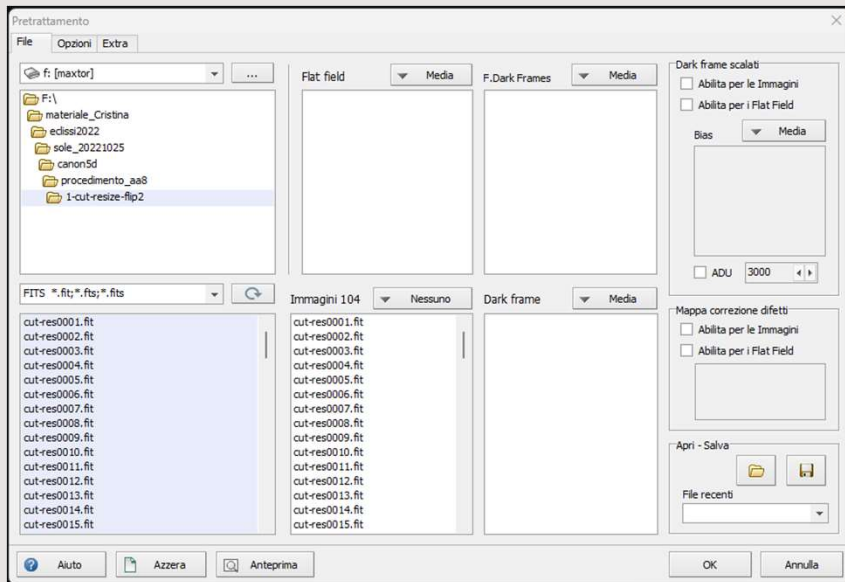 Pretrattamento
File Opzioni Extra
f: [maxtor] ...
F:\
materiale_Cristina
eclissi2022
sole_20221025
canon5d
procedimento_aa8
1-cut-resize-flip2
Flat field Media
F.Dark Frames Media
Dark frame scalati
Abilita per le Immagini
Abilita per i Flat Field
Bias Media
ADU 3000
FITS *.fit;*.fts;*.fits
cut-res0001.fit
cut-res0002.fit
cut-res0003.fit
cut-res0004.fit
cut-res0005.fit
cut-res0006.fit
cut-res0007.fit
cut-res0008.fit
cut-res0009.fit
cut-res0010.fit
cut-res0011.fit
cut-res0012.fit
cut-res0013.fit
cut-res0014.fit
cut-res0015.fit
Immagini 104 Nessuno
cut-res0001.fit
cut-res0002.fit
cut-res0003.fit
cut-res0004.fit
cut-res0005.fit
cut-res0006.fit
cut-res0007.fit
cut-res0008.fit
cut-res0009.fit
cut-res0010.fit
cut-res0011.fit
cut-res0012.fit
cut-res0013.fit
cut-res0014.fit
cut-res0015.fit
Dark frame Media
Mappa correzione difetti
Abilita per le Immagini
Abilita per i Flat Field
Apri - Salva
File recenti
Aiuto Azzera Anteprima OK Annulla